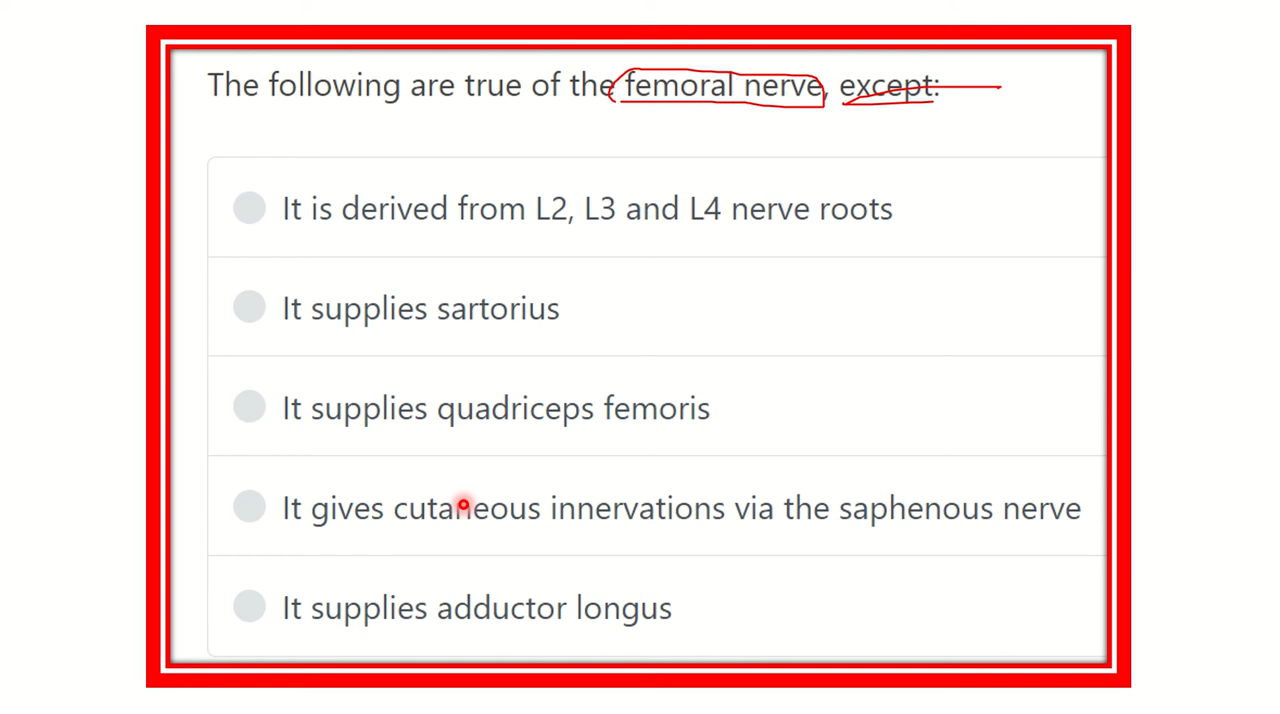 The following are true of the femoral nerve, except:
It is derived from L2, L3 and L4 nerve roots
It supplies sartorius
It supplies quadriceps femoris
It gives cutaneous innervations via the saphenous nerve
It supplies adductor longus